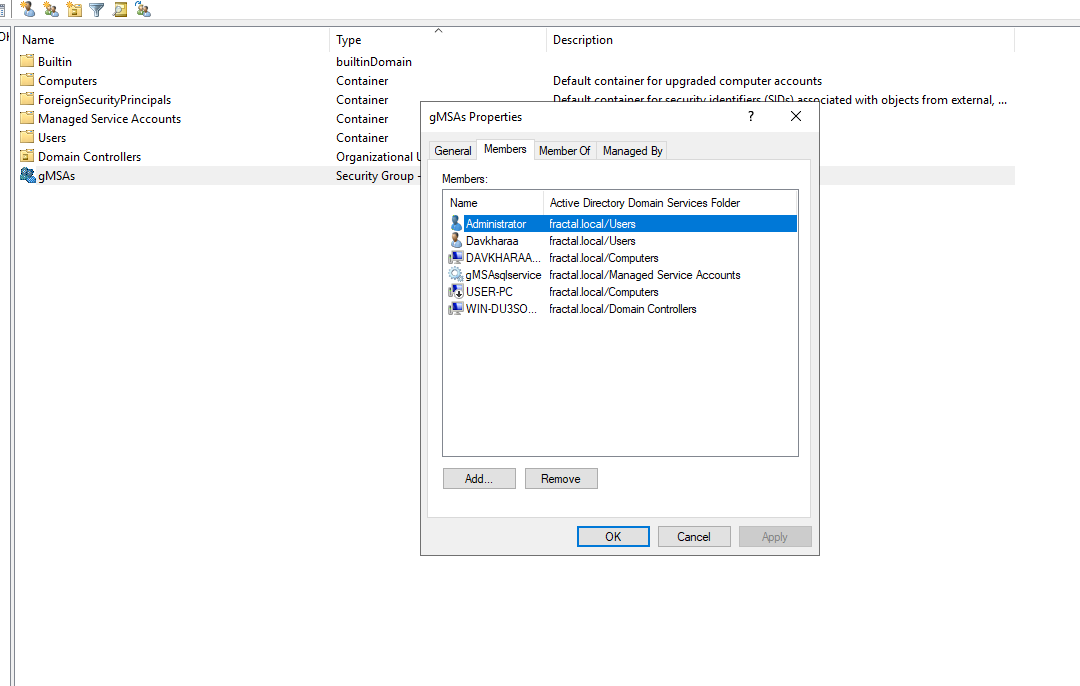 Name Type Description
Builtin builtinDomain
Computers Container Default container for upgraded computer accounts
ForeignSecurityPrincipals Container Default container for security identifiers (SIDs) associated with objects from external, ...
Managed Service Accounts Container
Users Container
Domain Controllers Organizational
gMSAs Security Group -
gMSAs Properties
?
General Members Member Of Managed By
Members:
Name Active Directory Domain Services Folder
Administrator fractal.local/Users
Davkharaa fractal.local/Users
DAVKHARAA... fractal.local/Computers
gMSAsqlservice fractal.local/Managed Service Accounts
USER-PC fractal.local/Computers
WIN-DU3SO... fractal.local/Domain Controllers
Add... Remove
OK Cancel Apply